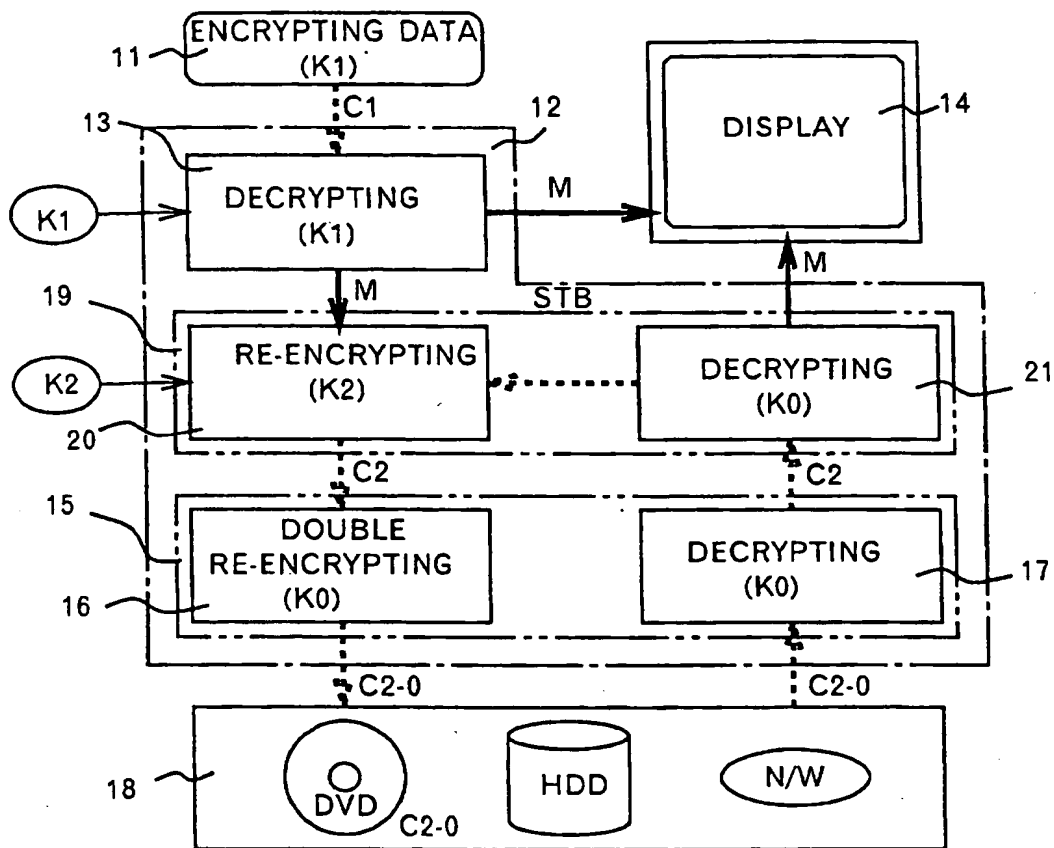 ENCRYPTING DATA
(K1)
11
C1
13
12
DISPLAY
14
DECRYPTING
(K1)
K1
M
M
M
STB
19
RE-ENCRYPTING
(K2)
K2
20
DECRYPTING
(K0)
21
C2
C2
15
DOUBLE
RE-ENCRYPTING
(K0)
16
DECRYPTING
(K0)
17
C2-0
C2-0
18
DVD
C2-0
HDD
N/W